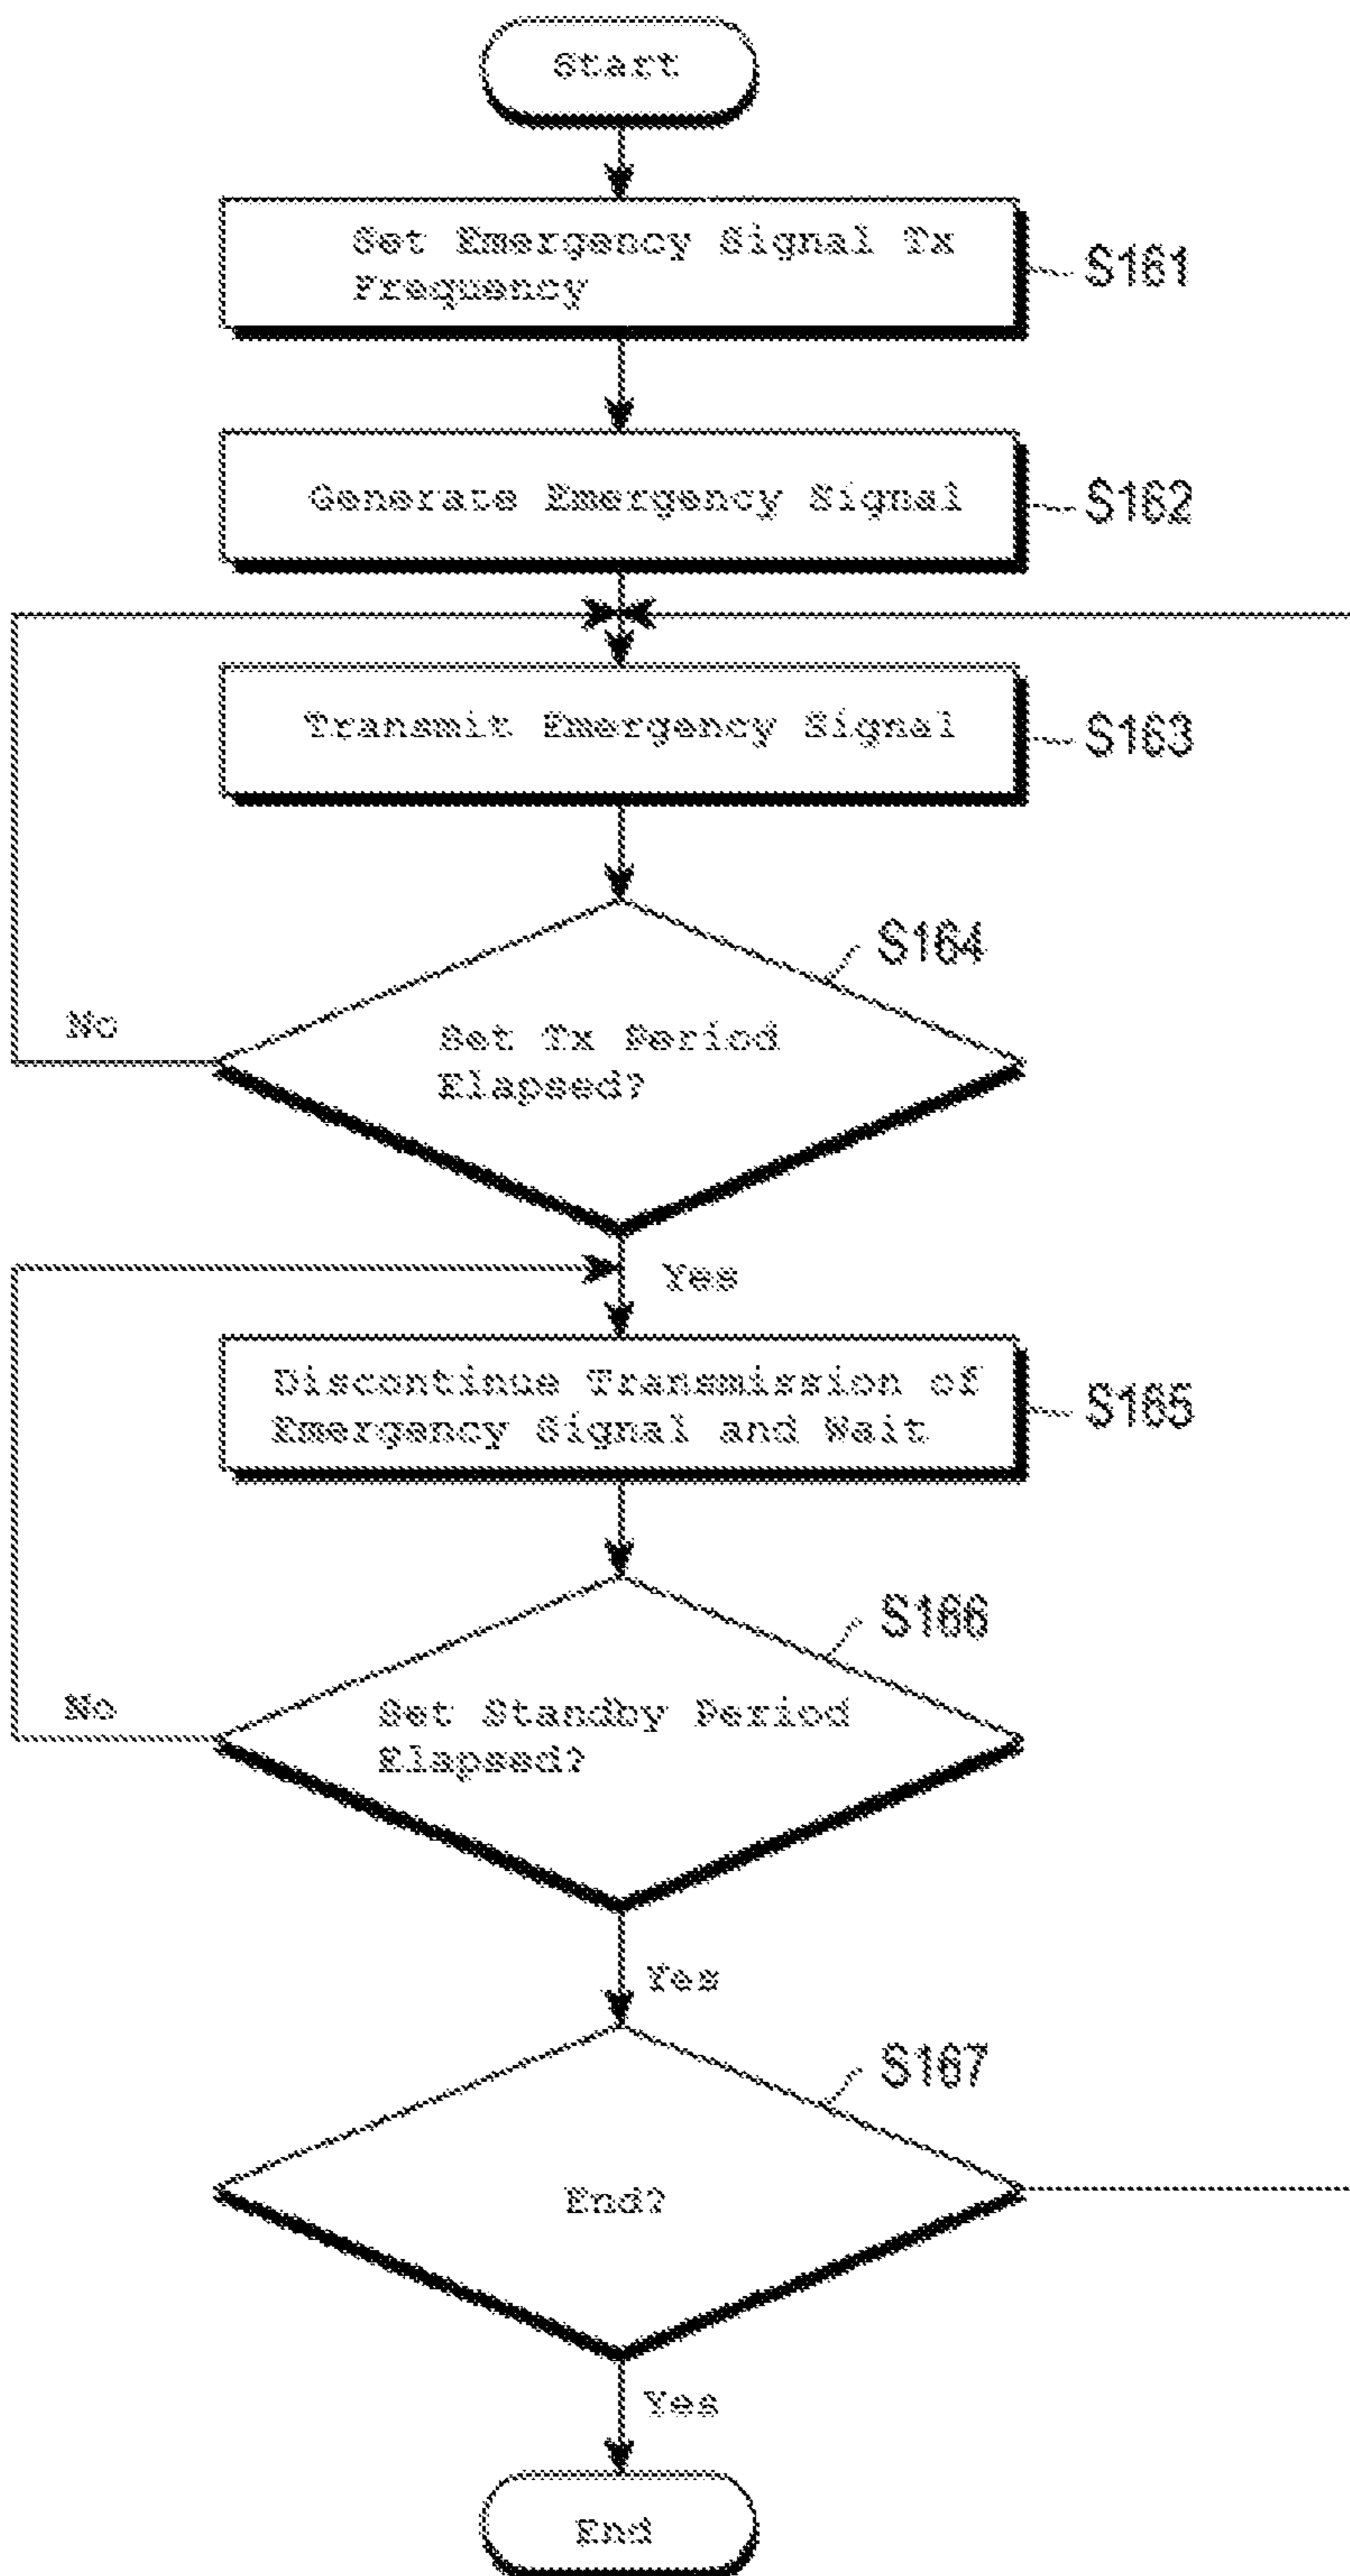 Start
Set Emergency Signal Tx
Frequency
S161
Generate Emergency Signal
S162
Transmit Emergency Signal
S163
S164
No
Set Tx Period
Elapsed?
Yes
Discontinue Transmission of
Emergency Signal and Wait
S165
S166
No
Set Standby Period
Elapsed?
Yes
S167
End?
Yes
End